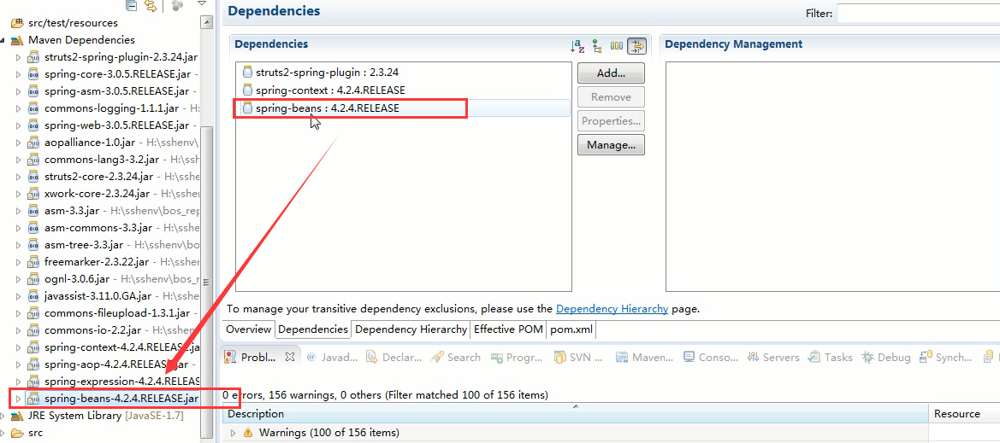 src/test/resources
Maven Dependencies
struts2-spring-plugin-2.3.24.jar
spring-core-3.0.5.RELEASE.jar -
spring-asm-3.0.5.RELEASE.jar -
commons-logging-1.1.1.jar - H:\
spring-web-3.0.5.RELEASE.jar -
aopalliance-1.0.jar - H:\sshenv\
commons-lang3-3.2.jar - H:\ssh
struts2-core-2.3.24.jar - H:\sshe
xwork-core-2.3.24.jar - H:\sshe
asm-3.3.jar - H:\sshenv\bos_rep
asm-commons-3.3.jar - H:\sshe
asm-tree-3.3.jar - H:\sshenv\b
freemarker-2.3.22.jar - H:\sshe
ognl-3.0.6.jar - H:\sshenv\bos_r
javassist-3.11.0.GA.jar - H:\sshe
commons-fileupload-1.3.1.jar -
commons-io-2.2.jar - H:\sshenv
spring-context-4.2.4.RELEASE.ja
spring-aop-4.2.4.RELEASE.jar -
spring-expression-4.2.4.RELEAS
spring-beans-4.2.4.RELEASE.jar
JRE System Library [JavaSE-1.7]
src
Dependencies
Filter:
Dependencies
struts2-spring-plugin : 2.3.24
spring-context : 4.2.4.RELEASE
spring-beans : 4.2.4.RELEASE
Add...
Remove
Properties...
Manage...
Dependency Management
To manage your transitive dependency exclusions, please use the Dependency Hierarchy page.
Overview Dependencies Dependency Hierarchy Effective POM pom.xml
Probl... Javad... Declar... Search Progr... SVN ... Maven... Conso... Servers Tasks Debug Synch...
0 errors, 156 warnings, 0 others (Filter matched 100 of 156 items)
Description Resource
Warnings (100 of 156 items)